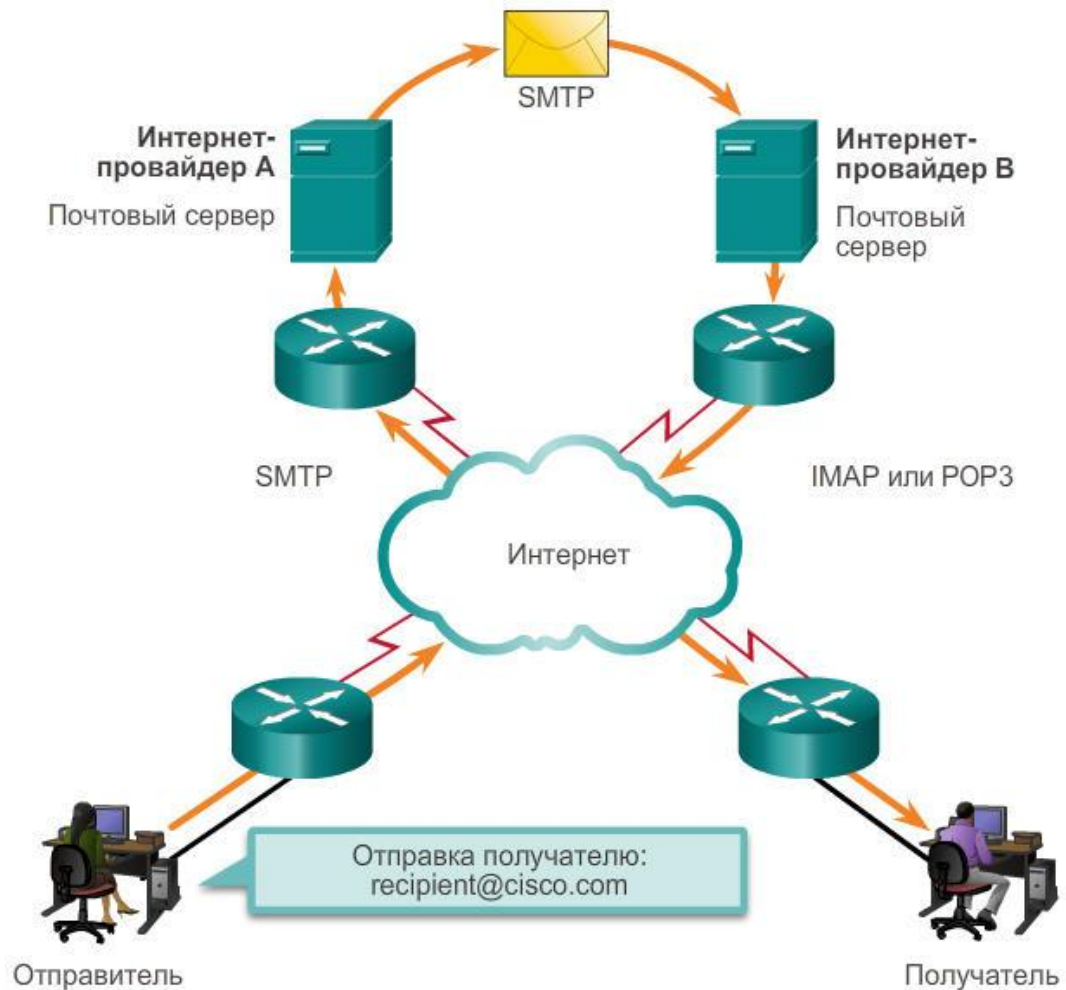 SMTP
Интернет-
провайдер A
Почтовый сервер
Интернет-
провайдер B
Почтовый
сервер
SMTP
IMAP или POP3
Интернет
Отправка получателю:
recipient@cisco.com
Отправитель
Получатель